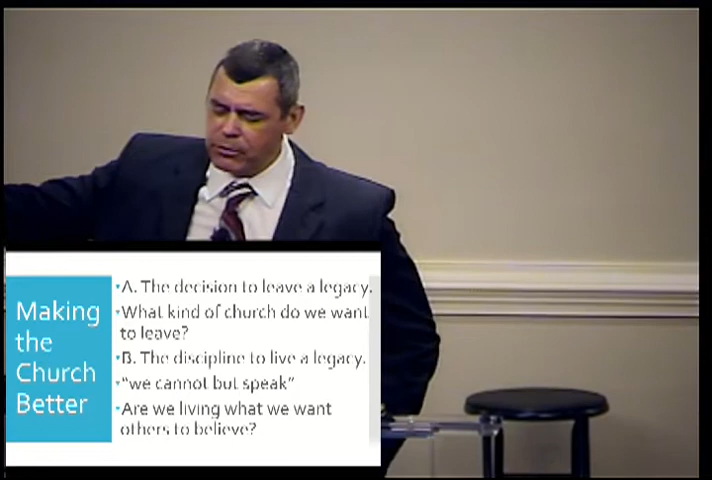 Making
the
Church
Better
•A. The decision to leave a legacy.
•What kind of church do we want
to leave?
•B. The discipline to live a legacy.
•“we cannot but speak”
•Are we living what we want
others to believe?